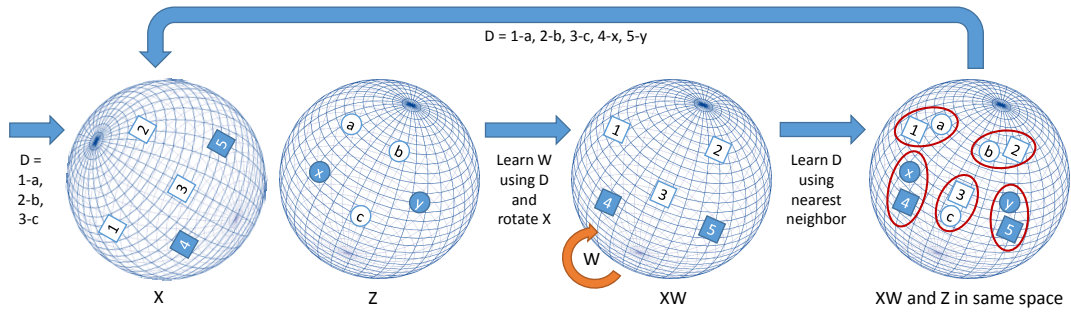 D = 1-a, 2-b, 3-c, 4-x, 5-y
D =
1-a,
2-b,
3-c
2
5
3
1
4
X
a
b
x
y
c
Z
Learn W
using D
and
rotate X
1
2
3
4
5
W
XW
Learn D
using
nearest
neighbor
1 a
b 2
x
4
3
c
y
5
XW and Z in same space